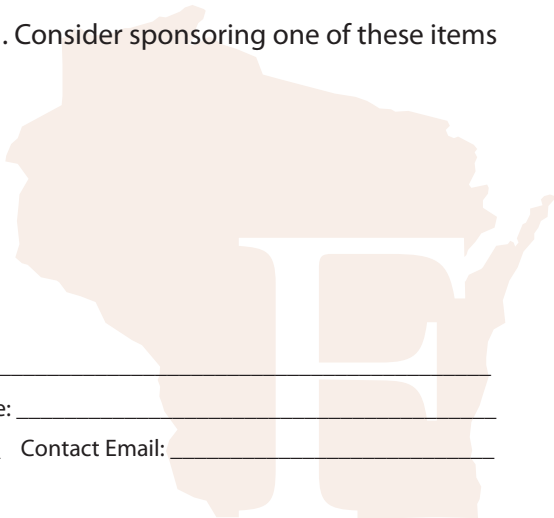 . Consider sponsoring one of these items
F
e:
Contact Email: